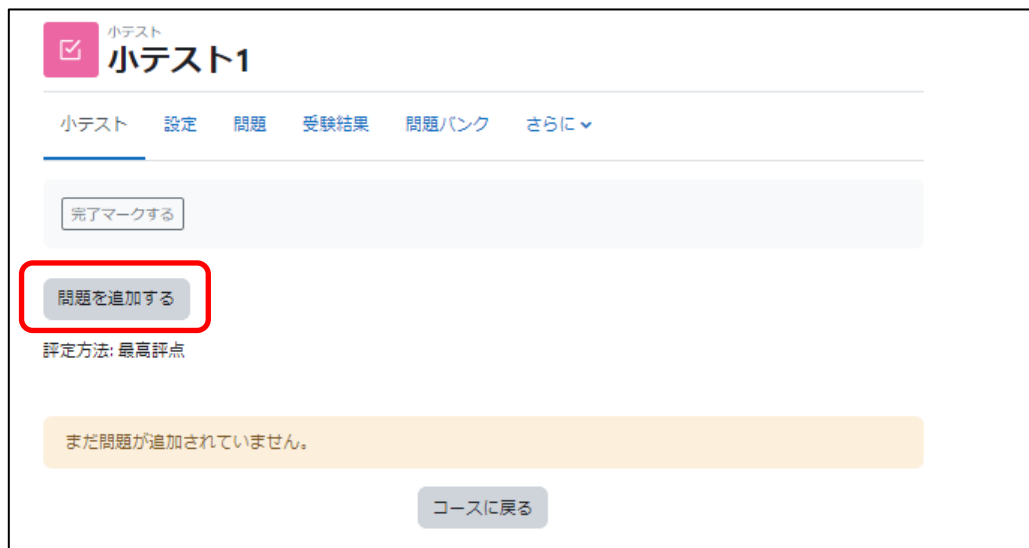 小テスト
小テスト1
小テスト 設定 問題 受験結果 問題バンク さらに
完了マークする
問題を追加する
評定方法: 最高評点
まだ問題が追加されていません。
コースに戻る